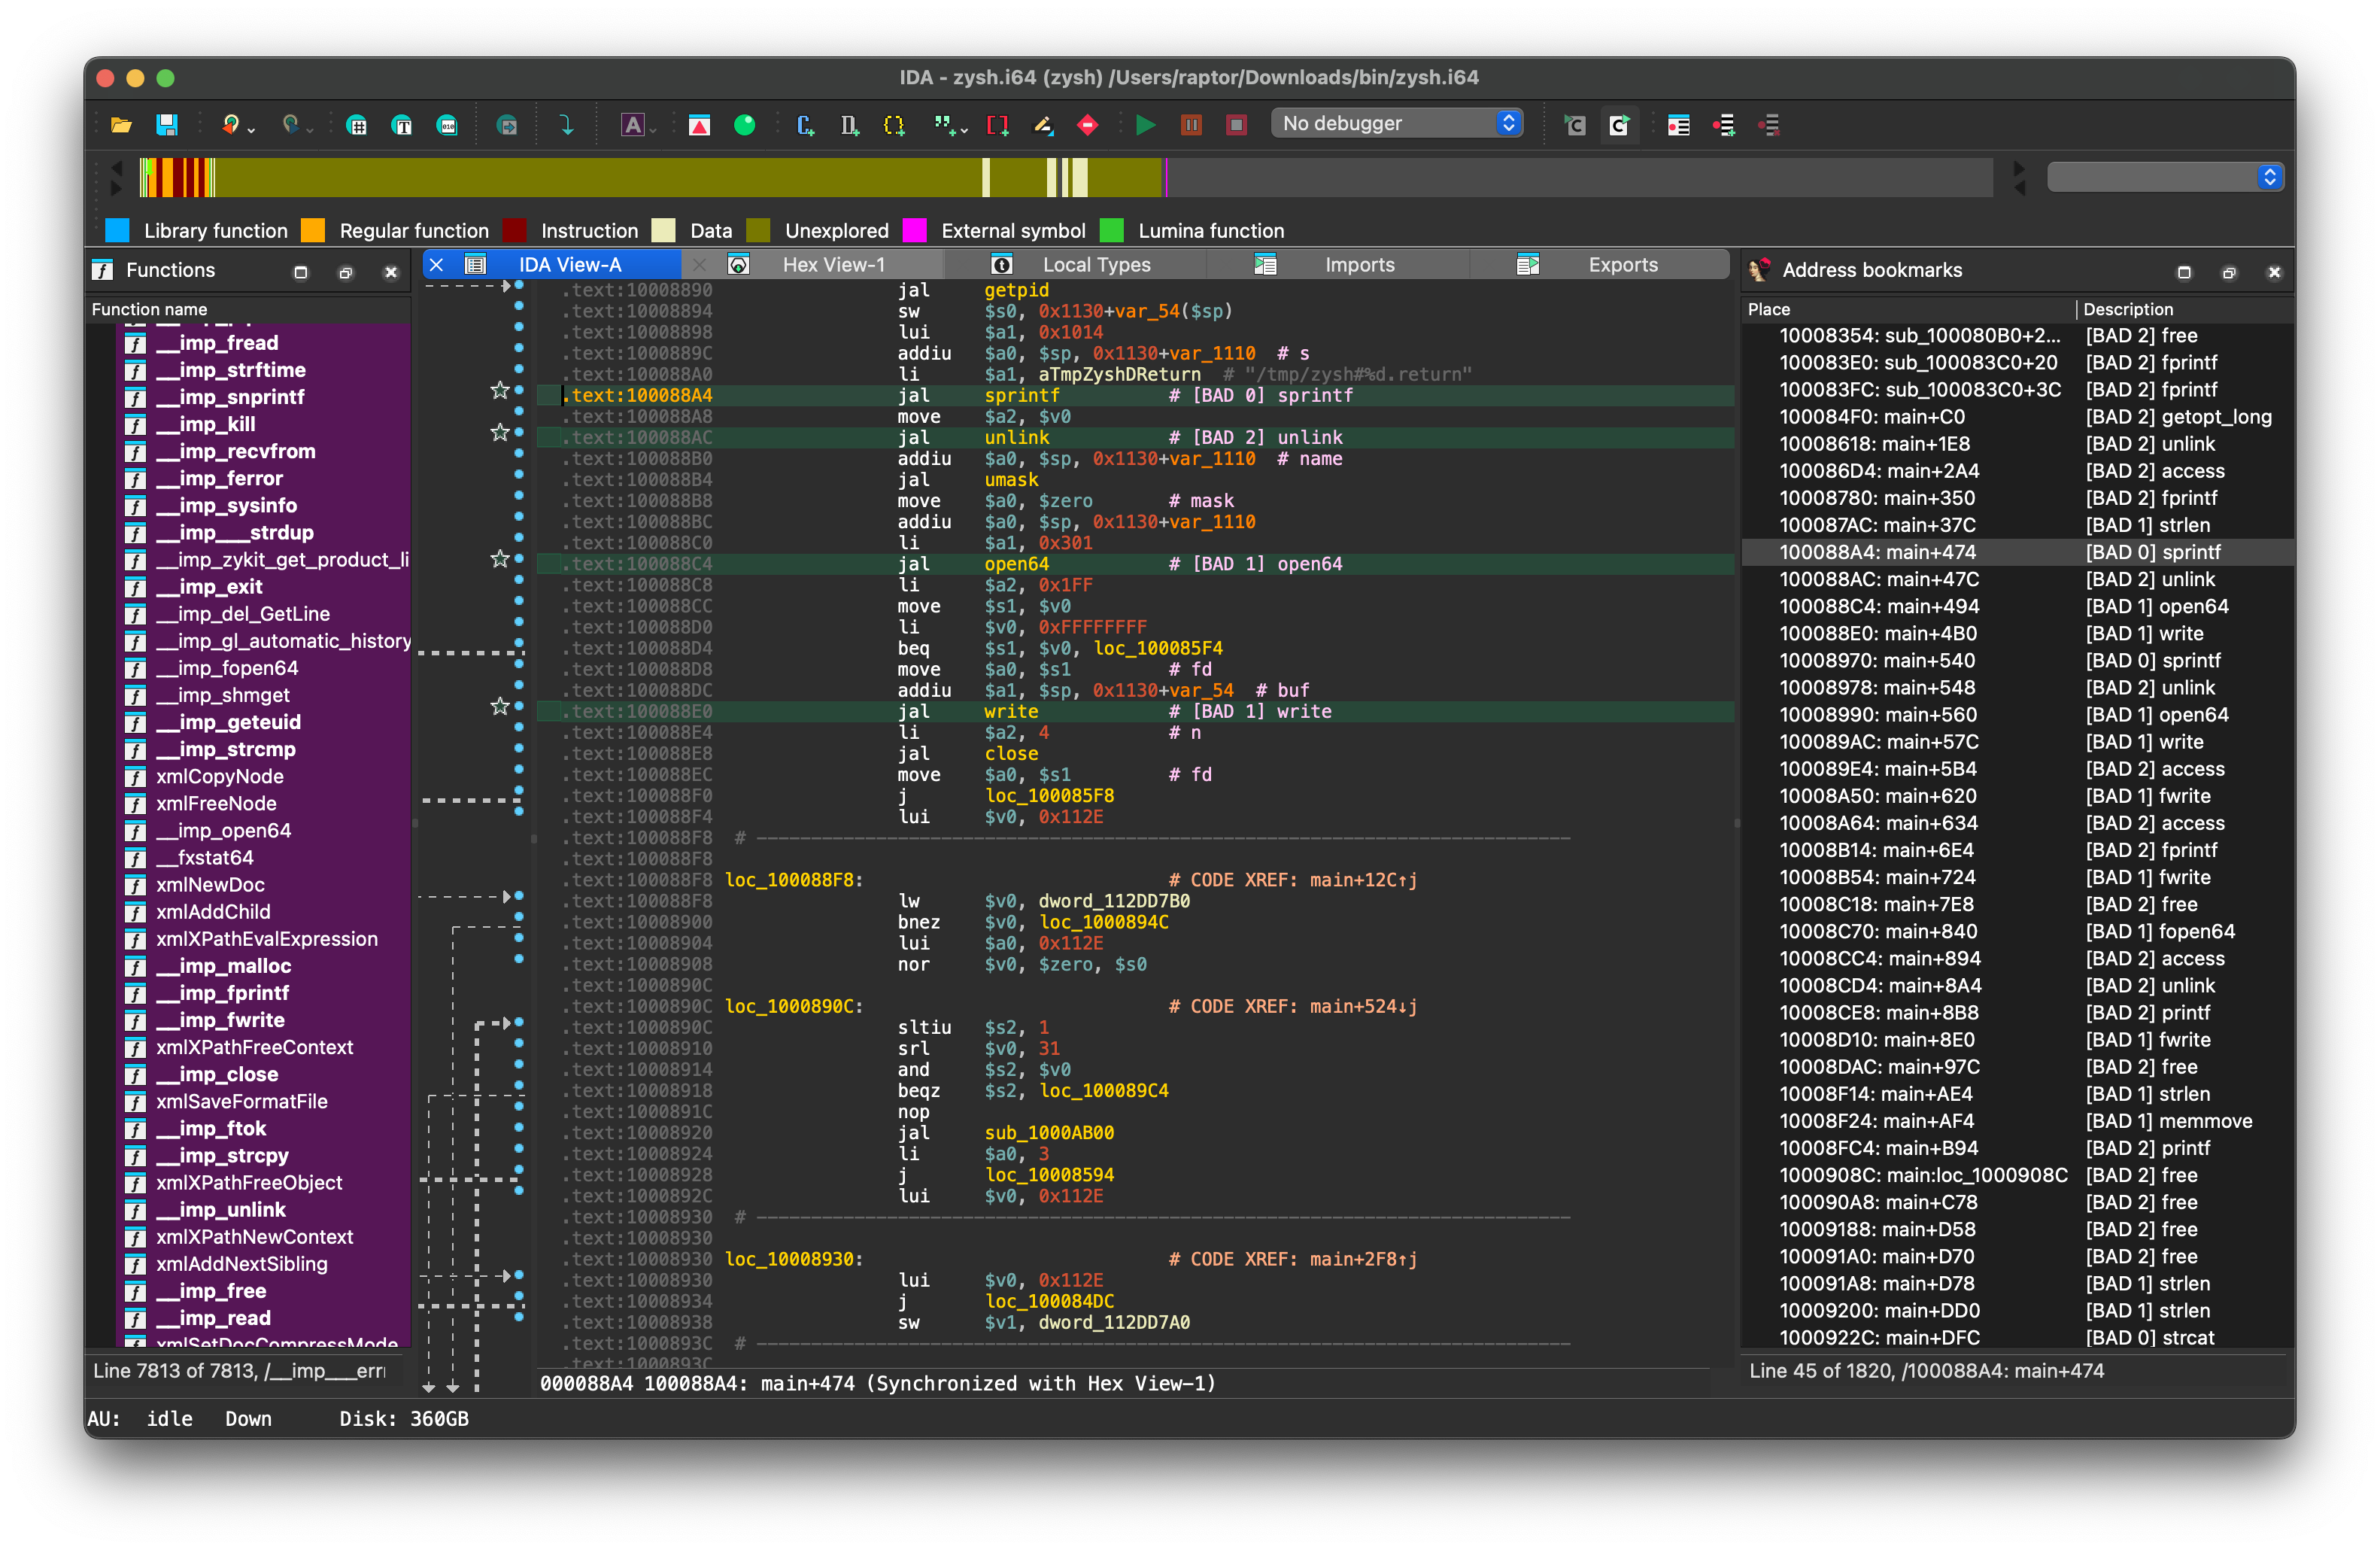 IDA - zysh.i64 (zysh) /Users/raptor/Downloads/bin/zysh.i64
No debugger
Library function Regular function Instruction Data Unexplored External symbol Lumina function
Functions
Function name
__imp_fread
__imp_strftime
__imp_snprintf
__imp_kill
__imp_recvfrom
__imp_ferror
__imp_sysinfo
__imp___strdup
__imp_zykit_get_product_li
__imp_exit
__imp_del_GetLine
__imp_gl_automatic_history
__imp_fopen64
__imp_shmget
__imp_geteuid
__imp_strcmp
xmlCopyNode
xmlFreeNode
__imp_open64
__fxstat64
xmlNewDoc
xmlAddChild
xmlXPathEvalExpression
__imp_malloc
__imp_fprintf
__imp_fwrite
xmlXPathFreeContext
__imp_close
xmlSaveFormatFile
__imp_ftok
__imp_strcpy
xmlXPathFreeObject
__imp_unlink
xmlXPathNewContext
xmlAddNextSibling
__imp_free
__imp_read
xmlSetDocCompressMode
Line 7813 of 7813, /__imp___err
IDA View-A Hex View-1 Local Types Imports Exports
.text:10008890 jal getpid
.text:10008894 sw $s0, 0x1130+var_54($sp)
.text:10008898 lui $a1, 0x1014
.text:1000889C addiu $a0, $sp, 0x1130+var_1110 # s
.text:100088A0 li $a1, aTmpZyshDReturn # "/tmp/zysh#%d.return"
.text:100088A4 jal sprintf # [BAD 0] sprintf
.text:100088A8 move $a2, $v0
.text:100088AC jal unlink # [BAD 2] unlink
.text:100088B0 addiu $a0, $sp, 0x1130+var_1110 # name
.text:100088B4 jal umask
.text:100088B8 move $a0, $zero # mask
.text:100088BC addiu $a0, $sp, 0x1130+var_1110
.text:100088C0 li $a1, 0x301
.text:100088C4 jal open64 # [BAD 1] open64
.text:100088C8 li $a2, 0x1FF
.text:100088CC move $s1, $v0
.text:100088D0 li $v0, 0xFFFFFFFF
.text:100088D4 beq $s1, $v0, loc_100085F4
.text:100088D8 move $a0, $s1 # fd
.text:100088DC addiu $a1, $sp, 0x1130+var_54 # buf
.text:100088E0 jal write # [BAD 1] write
.text:100088E4 li $a2, 4 # n
.text:100088E8 jal close
.text:100088EC move $a0, $s1 # fd
.text:100088F0 j loc_100085F8
.text:100088F4 lui $v0, 0x112E
.text:100088F8 # ---------------------------------------------------------------------------
.text:100088F8
.text:100088F8 loc_100088F8: # CODE XREF: main+12C↑j
.text:100088F8 lw $v0, dword_112DD7B0
.text:10008900 bnez $v0, loc_1000894C
.text:10008904 lui $a0, 0x112E
.text:10008908 nor $v0, $zero, $s0
.text:1000890C
.text:1000890C loc_1000890C: # CODE XREF: main+524↓j
.text:1000890C sltiu $s2, 1
.text:10008910 srl $v0, 31
.text:10008914 and $s2, $v0
.text:10008918 beqz $s2, loc_100089C4
.text:1000891C nop
.text:10008920 jal sub_1000AB00
.text:10008924 li $a0, 3
.text:10008928 j loc_10008594
.text:1000892C lui $v0, 0x112E
.text:10008930 # ---------------------------------------------------------------------------
.text:10008930
.text:10008930 loc_10008930: # CODE XREF: main+2F8↑j
.text:10008930 lui $v0, 0x112E
.text:10008934 j loc_100084DC
.text:10008938 sw $v1, dword_112DD7A0
.text:1000893C # ---------------------------------------------------------------------------
.text:1000893C
000088A4 100088A4: main+474 (Synchronized with Hex View-1)
Address bookmarks
Place Description
10008354: sub_100080B0+2... [BAD 2] free
100083E0: sub_100083C0+20 [BAD 2] fprintf
100083FC: sub_100083C0+3C [BAD 2] fprintf
100084F0: main+C0 [BAD 2] getopt_long
10008618: main+1E8 [BAD 2] unlink
100086D4: main+2A4 [BAD 2] access
10008780: main+350 [BAD 2] fprintf
100087AC: main+37C [BAD 1] strlen
100088A4: main+474 [BAD 0] sprintf
100088AC: main+47C [BAD 2] unlink
100088C4: main+494 [BAD 1] open64
100088E0: main+4B0 [BAD 1] write
10008970: main+540 [BAD 0] sprintf
10008978: main+548 [BAD 2] unlink
10008990: main+560 [BAD 1] open64
100089AC: main+57C [BAD 1] write
100089E4: main+5B4 [BAD 2] access
10008A50: main+620 [BAD 1] fwrite
10008A64: main+634 [BAD 2] access
10008B14: main+6E4 [BAD 2] fprintf
10008B54: main+724 [BAD 1] fwrite
10008C18: main+7E8 [BAD 2] free
10008C70: main+840 [BAD 1] fopen64
10008CC4: main+894 [BAD 2] access
10008CD4: main+8A4 [BAD 2] unlink
10008CE8: main+8B8 [BAD 2] printf
10008D10: main+8E0 [BAD 1] fwrite
10008DAC: main+97C [BAD 2] free
10008F14: main+AE4 [BAD 1] strlen
10008F24: main+AF4 [BAD 1] memmove
10008FC4: main+B94 [BAD 2] printf
1000908C: main:loc_1000908C [BAD 2] free
100090A8: main+C78 [BAD 2] free
10009188: main+D58 [BAD 2] free
100091A0: main+D70 [BAD 2] free
100091A8: main+D78 [BAD 1] strlen
10009200: main+DD0 [BAD 1] strlen
1000922C: main+DFC [BAD 0] strcat
Line 45 of 1820, /100088A4: main+474
AU: idle Down Disk: 360GB